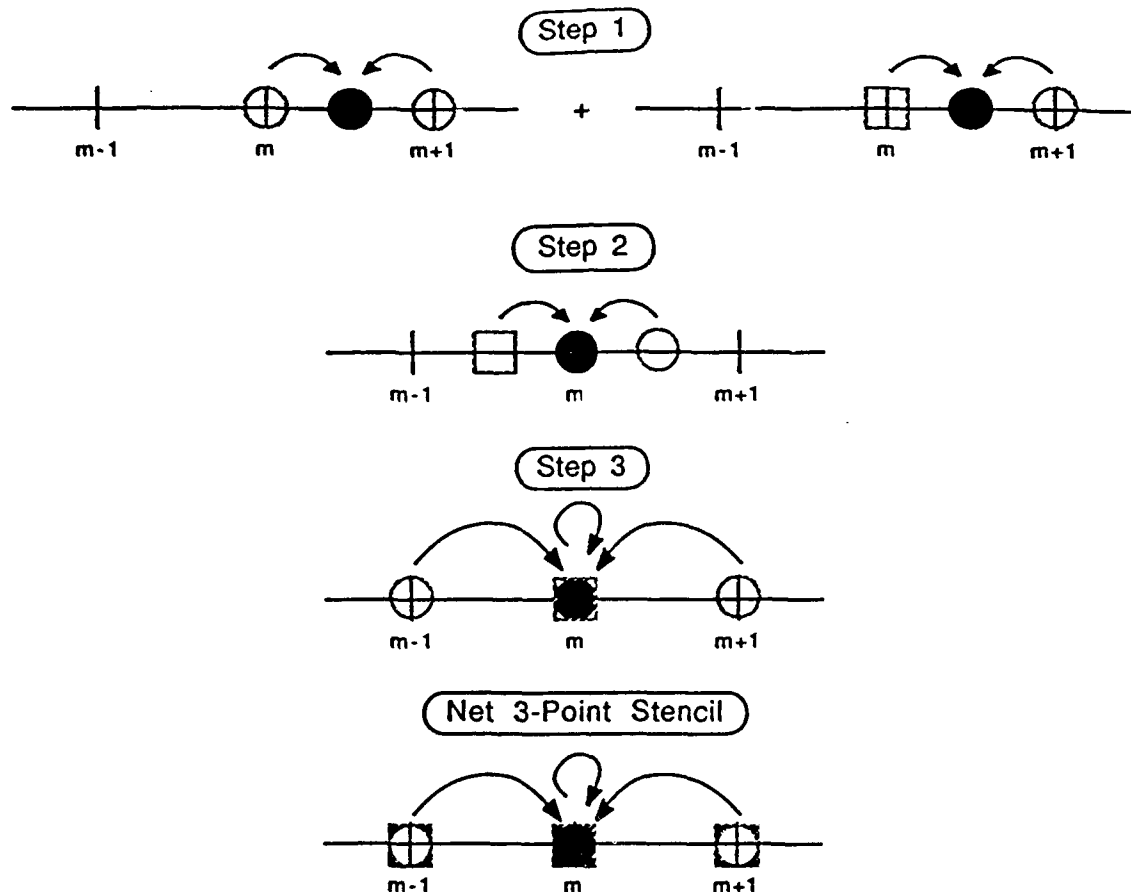 Step 1
+
m-1 m m+1 m-1 m m+1
Step 2
m-1 m m+1
Step 3
m-1 m m+1
Net 3-Point Stencil
m-1 m m+1